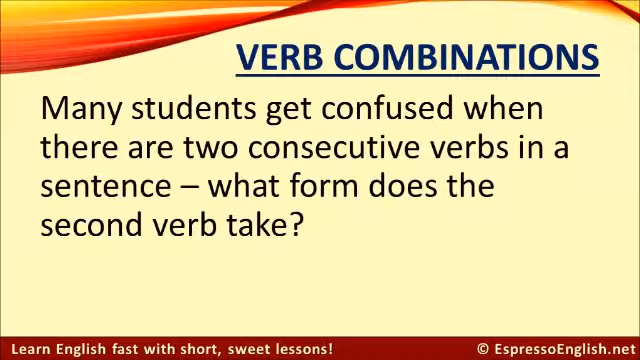 VERB COMBINATIONS
Many students get confused when
there are two consecutive verbs in a
sentence – what form does the
second verb take?
Learn English fast with short, sweet lessons!
© EspressoEnglish.net